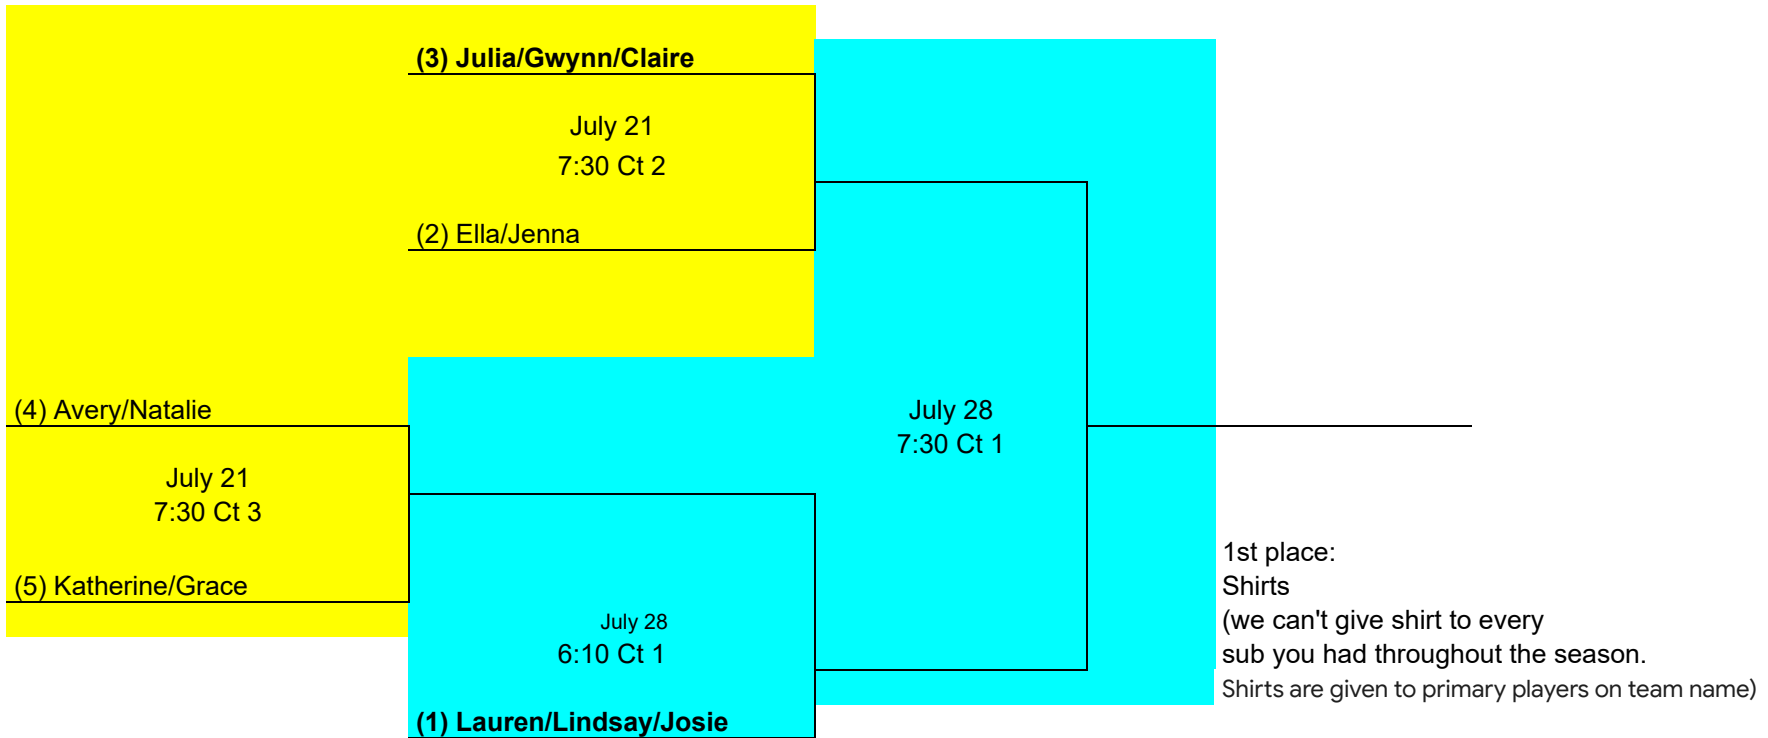 (3) Julia/Gwynn/Claire
July 21
7:30 Ct 2
(2) Ella/Jenna
(4) Avery/Natalie
July 21
7:30 Ct 3
(5) Katherine/Grace
July 28
7:30 Ct 1
July 28
6:10 Ct 1
(1) Lauren/Lindsay/Josie
1st place:
Shirts
(we can't give shirt to every
sub you had throughout the season.
Shirts are given to primary players on team name)